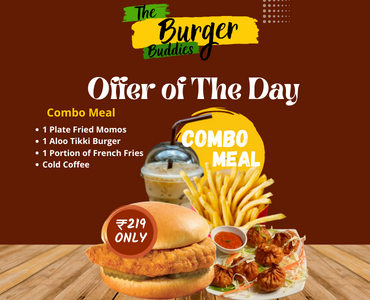 The
Burger
Buddies
Offer of The Day
Combo Meal
• 1 Plate Fried Momos
• 1 Aloo Tikki Burger
• 1 Portion of French Fries
• Cold Coffee
COMBO
MEAL
₹219
ONLY